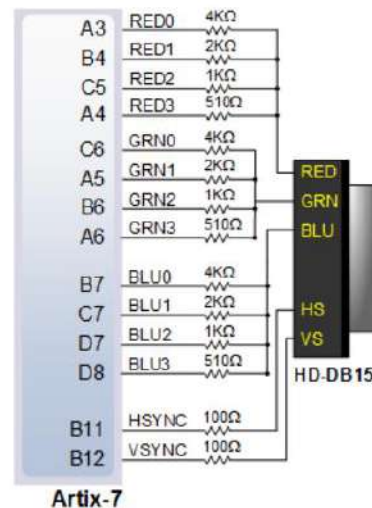 A3 RED0 4KΩ
B4 RED1 2KΩ
C5 RED2 1KΩ
A4 RED3 510Ω
C6 GRN0 4KΩ
A5 GRN1 2KΩ
B6 GRN2 1KΩ
A6 GRN3 510Ω
B7 BLU0 4KΩ
C7 BLU1 2KΩ
D7 BLU2 1KΩ
D8 BLU3 510Ω
B11 HSYNC 100Ω
B12 VSYNC 100Ω
Artix-7
RED
GRN
BLU
HS
VS
HD-DB15